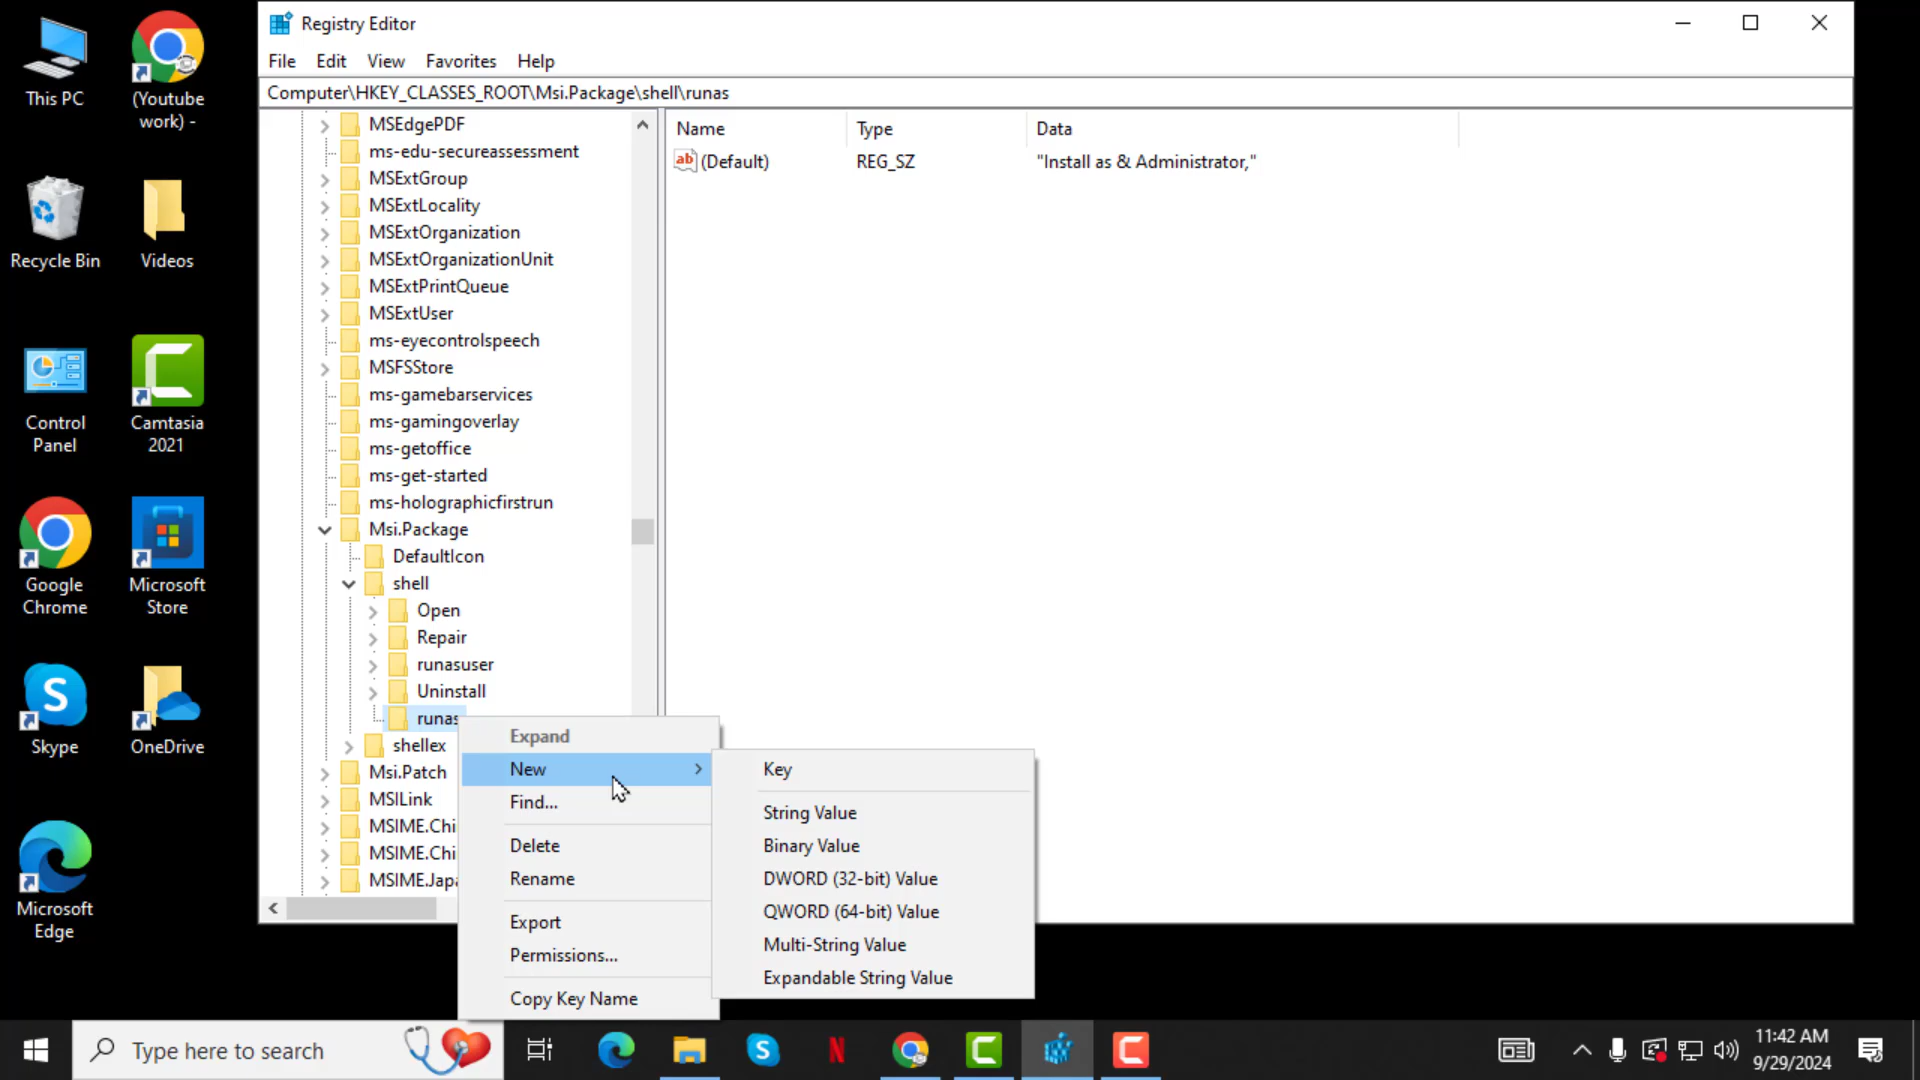 This PC
(Youtube
work) -
Recycle Bin
Videos
Control
Panel
Camtasia
2021
Google
Chrome
Microsoft
Store
Skype
OneDrive
Microsoft
Edge
Registry Editor
File Edit View Favorites Help
Computer\HKEY_CLASSES_ROOT\Msi.Package\shell\runas
MSEdgePDF
ms-edu-secureassessment
MSExtGroup
MSExtLocality
MSExtOrganization
MSExtOrganizationUnit
MSExtPrintQueue
MSExtUser
ms-eyecontrolspeech
MSFSStore
ms-gamebarservices
ms-gamingoverlay
ms-getoffice
ms-get-started
ms-holographicfirstrun
Msi.Package
DefaultIcon
shell
Open
Repair
runasuser
Uninstall
runas
shellex
Msi.Patch
MSILink
MSIME.Chi
MSIME.Chi
MSIME.Japa
Name Type Data
ab (Default) REG_SZ "Install as & Administrator,"
Expand
New
Find...
Delete
Rename
Export
Permissions...
Copy Key Name
Key
String Value
Binary Value
DWORD (32-bit) Value
QWORD (64-bit) Value
Multi-String Value
Expandable String Value
Type here to search
11:42 AM
9/29/2024